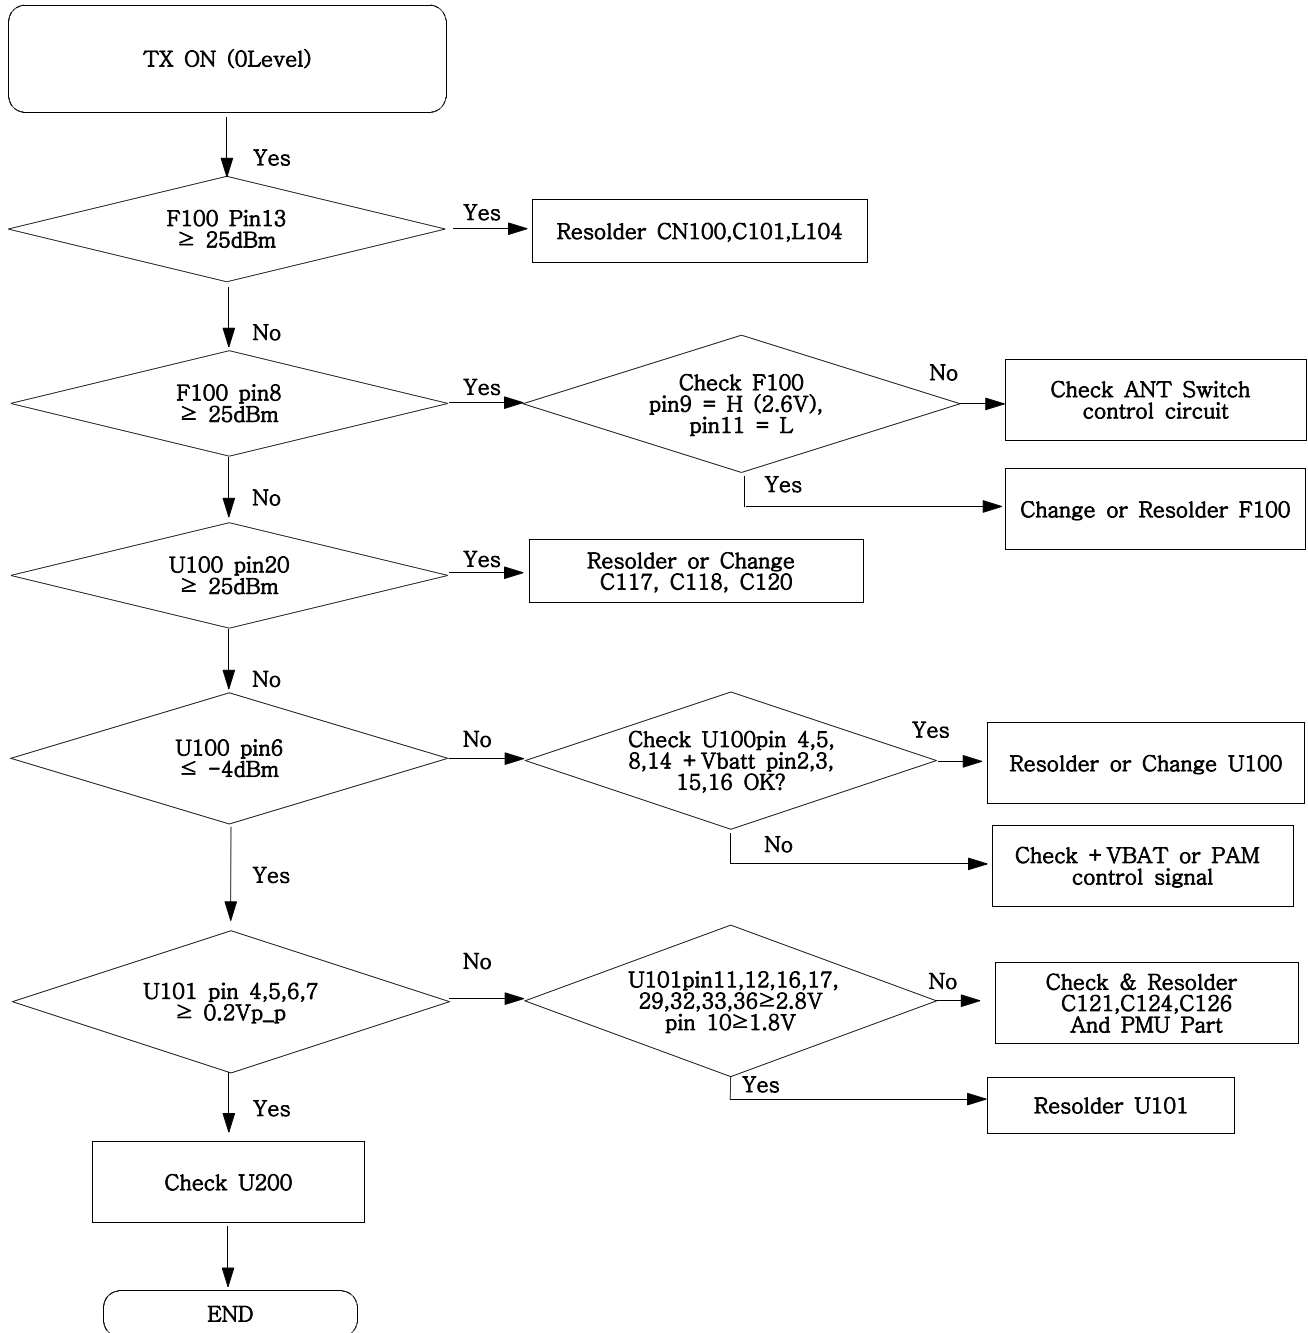 TX ON (0Level)
Yes
F100 Pin13
≥ 25dBm
Yes
Resolder CN100,C101,L104
No
F100 pin8
≥ 25dBm
Yes
Check F100
pin9 = H (2.6V),
pin11 = L
No
Check ANT Switch
control circuit
Yes
Change or Resolder F100
No
U100 pin20
≥ 25dBm
Yes
Resolder or Change
C117, C118, C120
No
U100 pin6
≤ -4dBm
No
Check U100pin 4,5,
8,14 +Vbatt pin2,3,
15,16 OK?
Yes
Resolder or Change U100
No
Check +VBAT or PAM
control signal
Yes
U101 pin 4,5,6,7
≥ 0.2Vp_p
No
U101pin11,12,16,17,
29,32,33,36≥2.8V
pin 10≥1.8V
No
Check & Resolder
C121,C124,C126
And PMU Part
Yes
Resolder U101
Yes
Check U200
END